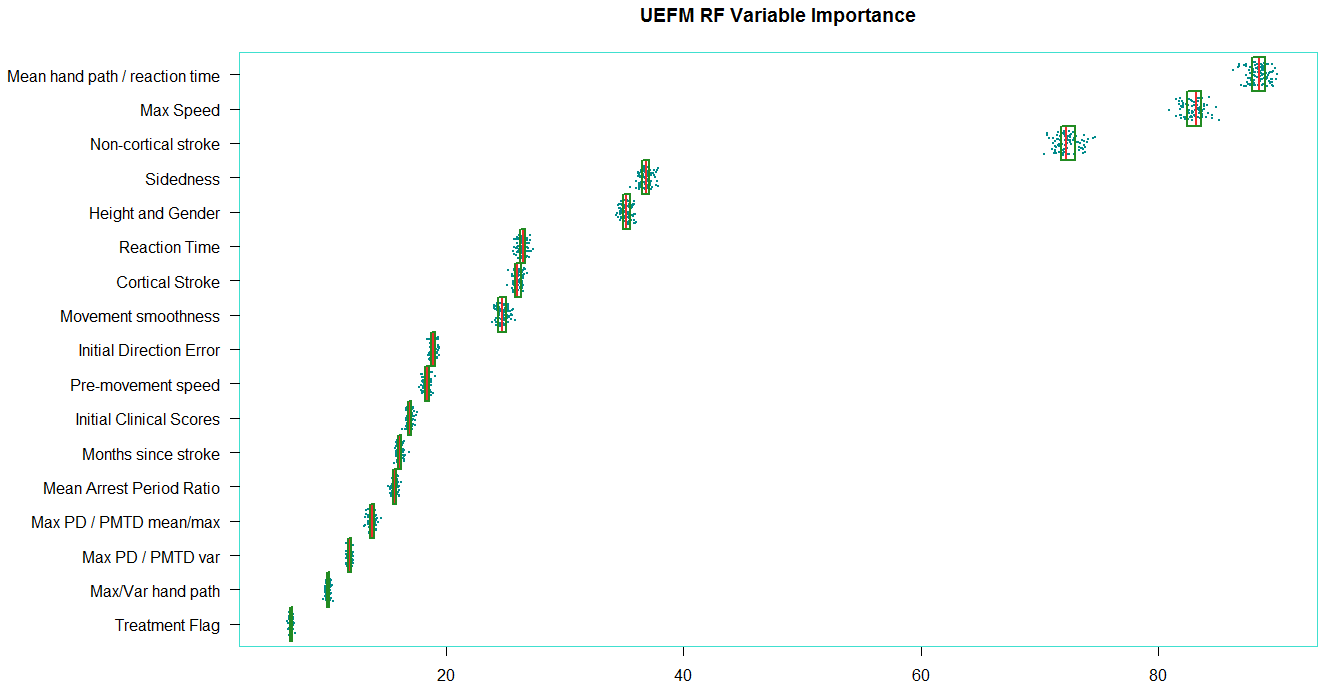 UEFM RF Variable Importance
Mean hand path / reaction time
Max Speed
Non-cortical stroke
Sidedness
Height and Gender
Reaction Time
Cortical Stroke
Movement smoothness
Initial Direction Error
Pre-movement speed
Initial Clinical Scores
Months since stroke
Mean Arrest Period Ratio
Max PD / PMTD mean/max
Max PD / PMTD var
Max/Var hand path
Treatment Flag
20 40 60 80